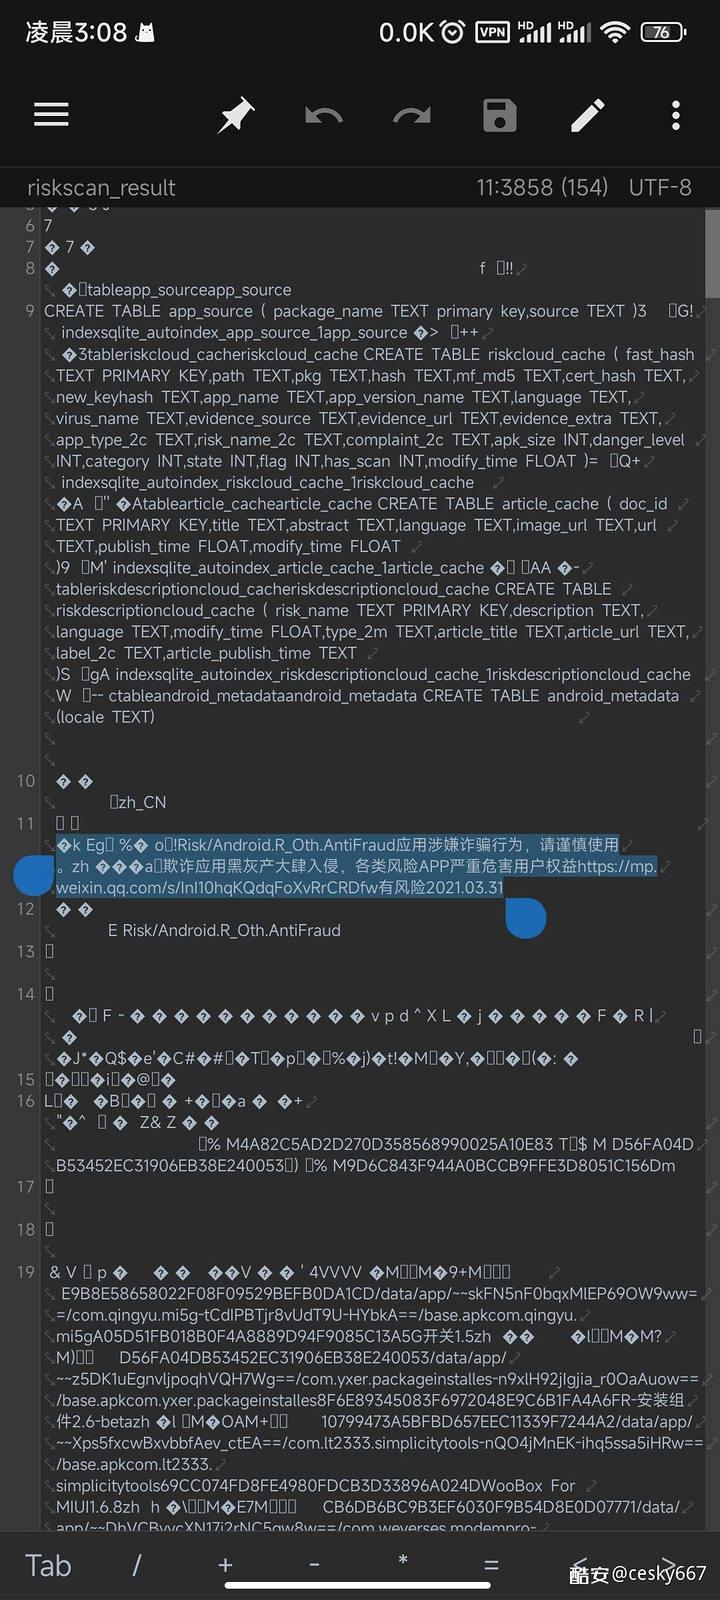 凌晨3:08 0.0K HD HD VPN 76
riskscan_result 11:3858 (154) UTF-8
6 7
7 � 7 �
8 � f !!
�tableapp_sourceapp_source
9 CREATE TABLE app_source ( package_name TEXT primary key,source TEXT )3 G!
indexsqlite_autoindex_app_source_1app_source �> ++
�3tableriskcloud_cacheriskcloud_cache CREATE TABLE riskcloud_cache ( fast_hash
TEXT PRIMARY KEY,path TEXT,pkg TEXT,hash TEXT,mf_md5 TEXT,cert_hash TEXT,
new_keyhash TEXT,app_name TEXT,app_version_name TEXT,language TEXT,
virus_name TEXT,evidence_source TEXT,evidence_url TEXT,evidence_extra TEXT,
app_type_2c TEXT,risk_name_2c TEXT,complaint_2c TEXT,apk_size INT,danger_level
INT,category INT,state INT,flag INT,has_scan INT,modify_time FLOAT )= Q+
indexsqlite_autoindex_riskcloud_cache_1riskcloud_cache
�A " �Atablearticle_cachearticle_cache CREATE TABLE article_cache ( doc_id
TEXT PRIMARY KEY,title TEXT,abstract TEXT,language TEXT,image_url TEXT,url
TEXT,publish_time FLOAT,modify_time FLOAT
)9 M' indexsqlite_autoindex_article_cache_1article_cache � AA �-
tableriskdescriptioncloud_cacheriskdescriptioncloud_cache CREATE TABLE
riskdescriptioncloud_cache ( risk_name TEXT PRIMARY KEY,description TEXT,
language TEXT,modify_time FLOAT,type_2m TEXT,article_title TEXT,article_url TEXT,
label_2c TEXT,article_publish_time TEXT
)S gA indexsqlite_autoindex_riskdescriptioncloud_cache_1riskdescriptioncloud_cache
W -- ctableandroid_metadataandroid_metadata CREATE TABLE android_metadata
(locale TEXT)
10 � �
zh_CN
11
�k Eg %� o!Risk/Android.R_Oth.AntiFraud应用涉嫌诈骗行为，请谨慎使用
。zh ���a欺诈应用黑灰产大肆入侵，各类风险APP严重危害用户权益https://mp.
weixin.qq.com/s/InI10hqKQdqFoXvRrCRDfw有风险2021.03.31
12 � �
E Risk/Android.R_Oth.AntiFraud
13
14
� F - � � � � � � � � � � � � v p d ^ X L � j � � � � � F � R |
�
�J*�Q$�e'�C#�#�T�p��%�j)�t!�M�Y,��(�: �
15 �i�@�
16 L� �B�� +��a � �+
"�^ � Z& Z � �
% M4A82C5AD2D270D358568990025A10E83 T$ M D56FA04D
B53452EC31906EB38E240053) % M9D6C843F944A0BCCB9FFE3D8051C156Dm
17
18
19 & V p � � � ��V � � ' 4VVVV �MM�9+M
E9B8E58658022F08F09529BEFB0DA1CD/data/app/~~skFN5nF0bqxMlEP69OW9ww=
=/com.qingyu.mi5g-tCdlPBTjr8vUdT9U-HYbkA==/base.apkcom.qingyu.
mi5gA05D51FB018B0F4A8889D94F9085C13A5G开关1.5zh �� �lM�M?
M) D56FA04DB53452EC31906EB38E240053/data/app/
~~z5DK1uEgnvljpoqhVQH7Wg==/com.yxer.packageinstalles-n9xlH92jIgjia_r0OaAuow==
/base.apkcom.yxer.packageinstalles8F6E89345083F6972048E9C6B1FA4A6FR-安装组
件2.6-betazh �l M�OAM+ 10799473A5BFBD657EEC11339F7244A2/data/app/
~~Xps5fxcwBxvbbfAev_ctEA==/com.lt2333.simplicitytools-nQO4jMnEK-ihq5ssa5iHRw==
/base.apkcom.lt2333.
simplicitytools69CC074FD8FE4980FDCB3D33896A024DWooBox For
MIUI1.6.8zh h �\M�E7M CB6DB6BC9B3EF6030F9B54D8E0D07771/data/
Tab / + - * = < >
酷安@cesky667